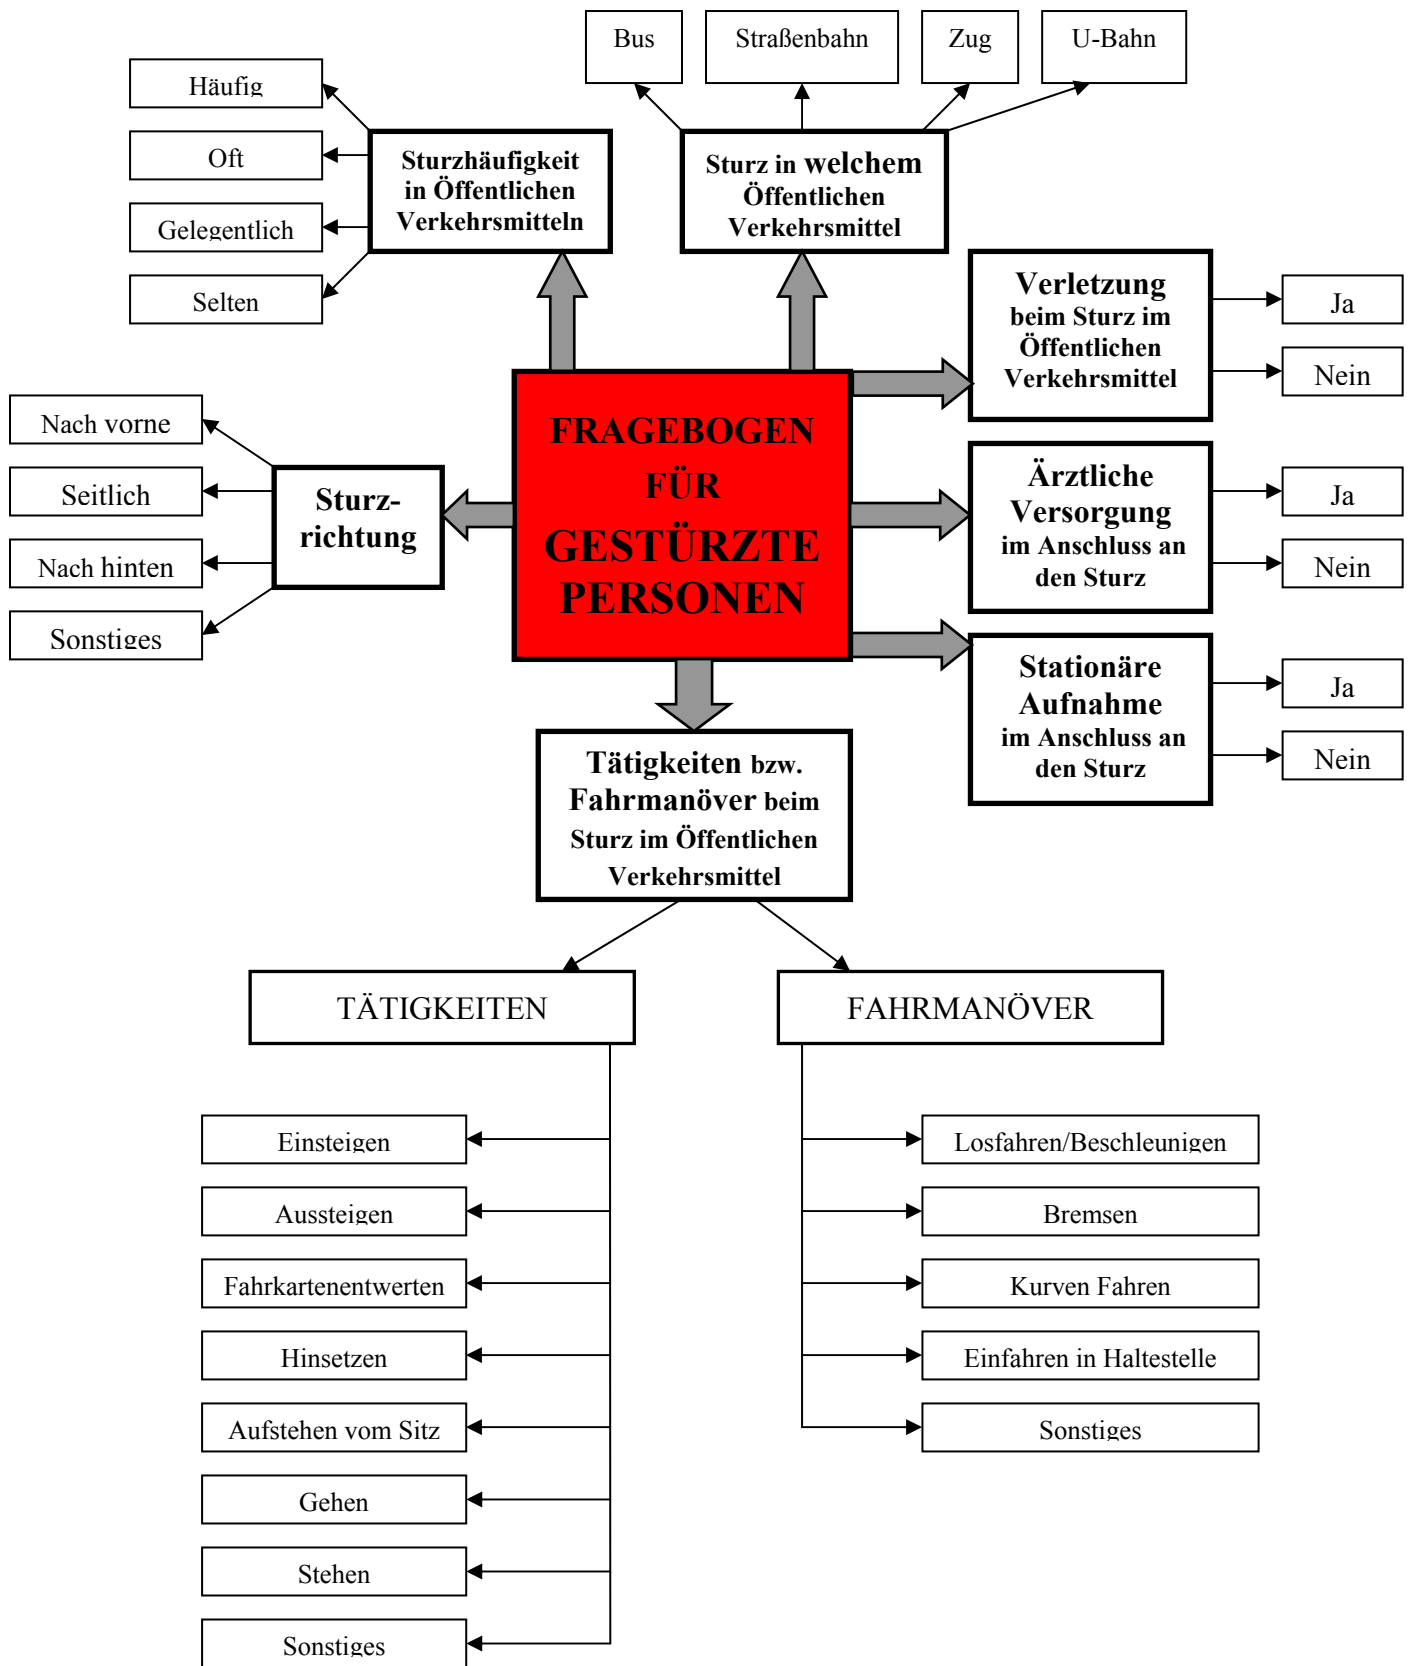 Bus
Straßenbahn
Zug
U-Bahn
Häufig
Oft
Gelegentlich
Selten
Sturzhäufigkeit
in Öffentlichen
Verkehrsmitteln
Sturz in welchem
Öffentlichen
Verkehrsmittel
Verletzung
beim Sturz im
Öffentlichen
Verkehrsmittel
Ja
Nein
FRAGEBOGEN
FÜR
GESTÜRZTE
PERSONEN
Nach vorne
Seitlich
Nach hinten
Sonstiges
Sturz-
richtung
Ärztliche
Versorgung
im Anschluss an
den Sturz
Ja
Nein
Stationäre
Aufnahme
im Anschluss an
den Sturz
Ja
Nein
Tätigkeiten bzw.
Fahrmanöver beim
Sturz im Öffentlichen
Verkehrsmittel
TÄTIGKEITEN
FAHRMANÖVER
Einsteigen
Aussteigen
Fahrkartenentwerten
Hinsetzen
Aufstehen vom Sitz
Gehen
Stehen
Sonstiges
Losfahren/Beschleunigen
Bremsen
Kurven Fahren
Einfahren in Haltestelle
Sonstiges